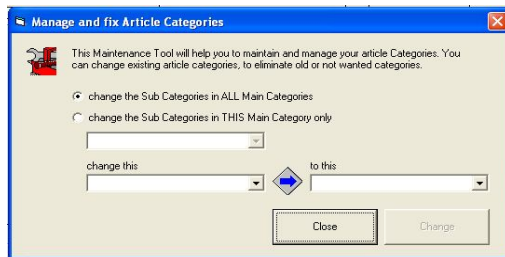 Manage and fix Article Categories
This Maintenance Tool will help you to maintain and manage your article Categories. You
can change existing article categories, to eliminate old or not wanted categories.
change the Sub Categories in ALL Main Categories
change the Sub Categories in THIS Main Category only
change this
to this
Close
Change